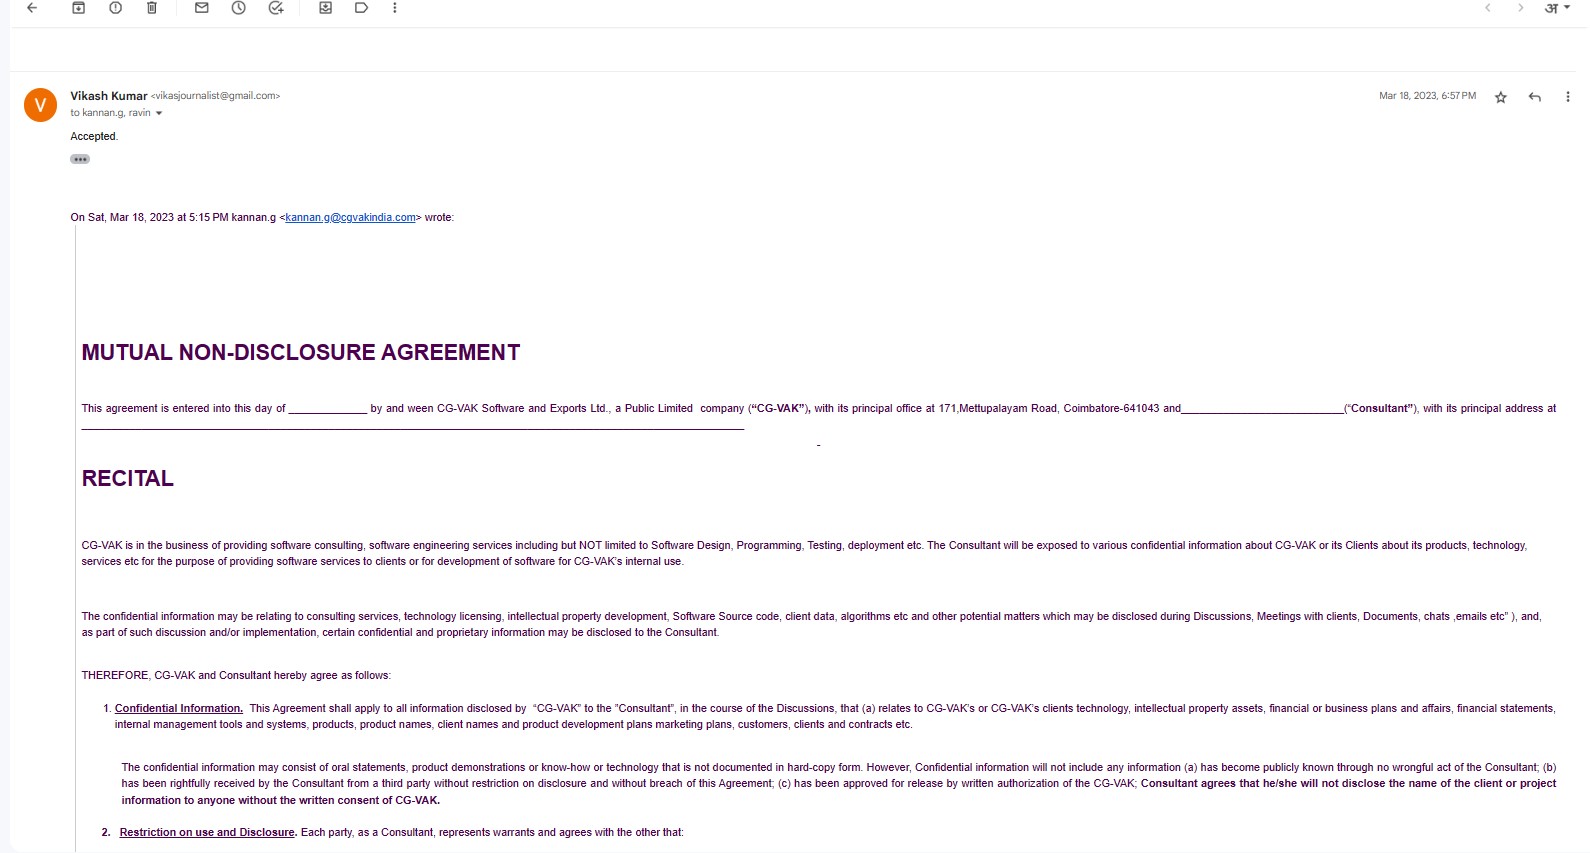 अ
V
Vikash Kumar <vikasjournalist@gmail.com>
Mar 18, 2023, 6:57 PM
to kannan.g, ravin
Accepted.
On Sat, Mar 18, 2023 at 5:15 PM kannan.g <kannan.g@cgvakindia.com> wrote:
MUTUAL NON-DISCLOSURE AGREEMENT
This agreement is entered into this day of _____________ by and ween CG-VAK Software and Exports Ltd., a Public Limited company (“CG-VAK”), with its principal office at 171,Mettupalayam Road, Coimbatore-641043 and___________________________(“Consultant”), with its principal address at
______________________________________________________________
-
RECITAL
CG-VAK is in the business of providing software consulting, software engineering services including but NOT limited to Software Design, Programming, Testing, deployment etc. The Consultant will be exposed to various confidential information about CG-VAK or its Clients about its products, technology,
services etc for the purpose of providing software services to clients or for development of software for CG-VAK’s internal use.
The confidential information may be relating to consulting services, technology licensing, intellectual property development, Software Source code, client data, algorithms etc and other potential matters which may be disclosed during Discussions, Meetings with clients, Documents, chats ,emails etc” ), and,
as part of such discussion and/or implementation, certain confidential and proprietary information may be disclosed to the Consultant.
THEREFORE, CG-VAK and Consultant hereby agree as follows:
1. Confidential Information. This Agreement shall apply to all information disclosed by “CG-VAK” to the ”Consultant”, in the course of the Discussions, that (a) relates to CG-VAK’s or CG-VAK’s clients technology, intellectual property assets, financial or business plans and affairs, financial statements,
internal management tools and systems, products, product names, client names and product development plans marketing plans, customers, clients and contracts etc.
The confidential information may consist of oral statements, product demonstrations or know-how or technology that is not documented in hard-copy form. However, Confidential information will not include any information (a) has become publicly known through no wrongful act of the Consultant; (b)
has been rightfully received by the Consultant from a third party without restriction on disclosure and without breach of this Agreement; (c) has been approved for release by written authorization of the CG-VAK; Consultant agrees that he/she will not disclose the name of the client or project
information to anyone without the written consent of CG-VAK.
2. Restriction on use and Disclosure. Each party, as a Consultant, represents warrants and agrees with the other that: